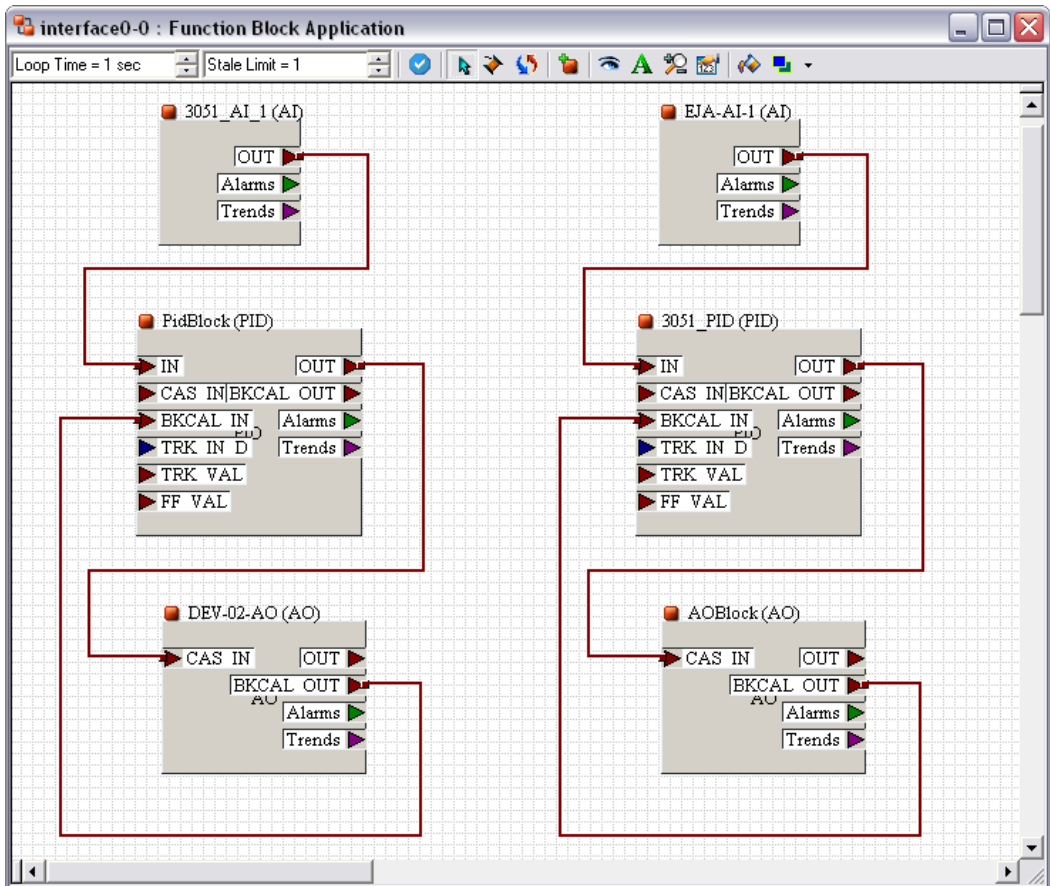 interface0-0 : Function Block Application
Loop Time = 1 sec
Stale Limit = 1
3051_AI_1 (AI)
OUT
Alarms
Trends
EJA-AI-1 (AI)
OUT
Alarms
Trends
PidBlock (PID)
IN
OUT
CAS IN
BKCAL OUT
BKCAL IN
Alarms
PID
TRK IN D
Trends
TRK VAL
FF VAL
3051_PID (PID)
IN
OUT
CAS IN
BKCAL OUT
BKCAL IN
Alarms
PID
TRK IN D
Trends
TRK VAL
FF VAL
DEV-02-AO (AO)
CAS IN
OUT
BKCAL OUT
AO
Alarms
Trends
AOBlock (AO)
CAS IN
OUT
BKCAL OUT
AO
Alarms
Trends